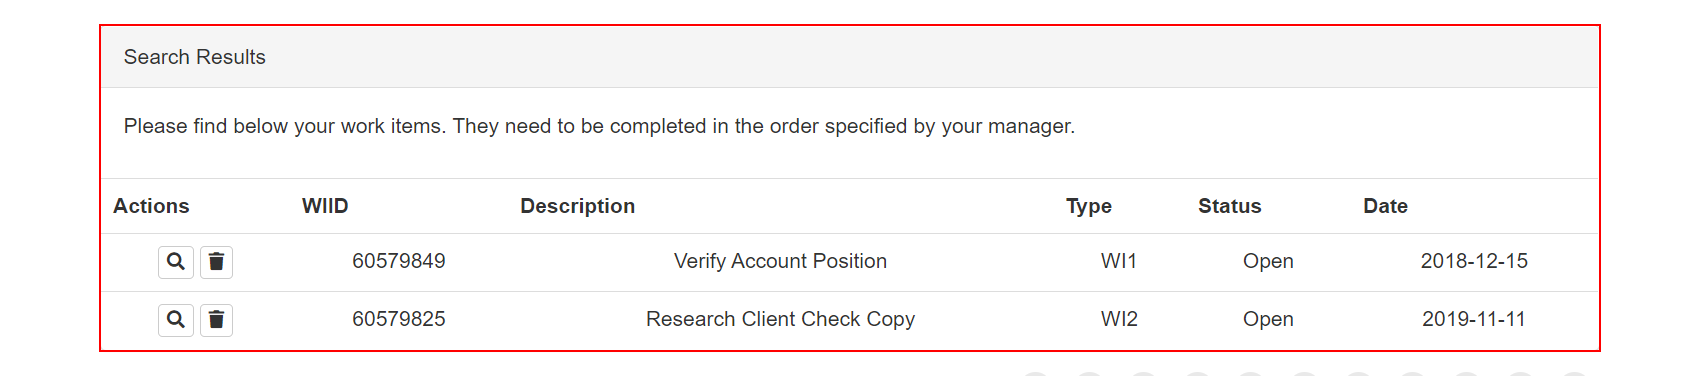 Search Results
Please find below your work items. They need to be completed in the order specified by your manager.
Actions WIID Description Type Status Date
60579849 Verify Account Position WI1 Open 2018-12-15
60579825 Research Client Check Copy WI2 Open 2019-11-11